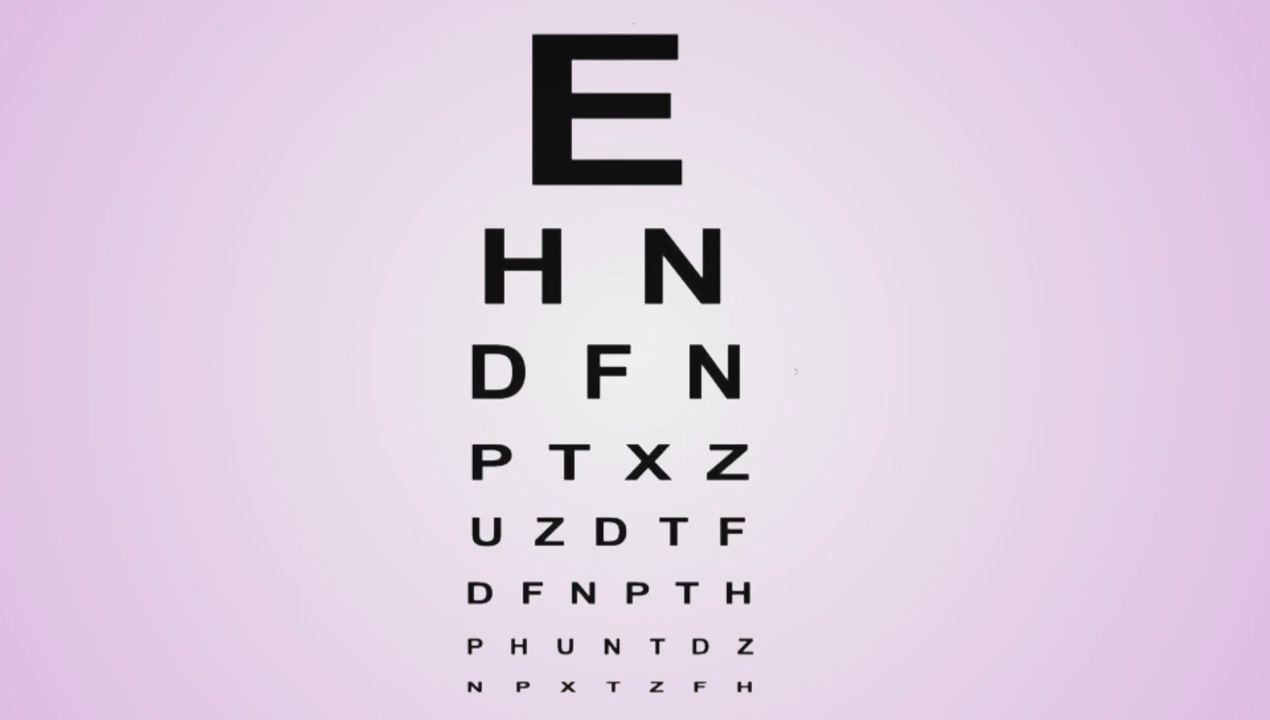 E
H N
D F N
P T X Z
U Z D T F
D F N P T H
P H U N T D Z
N P X T Z F H